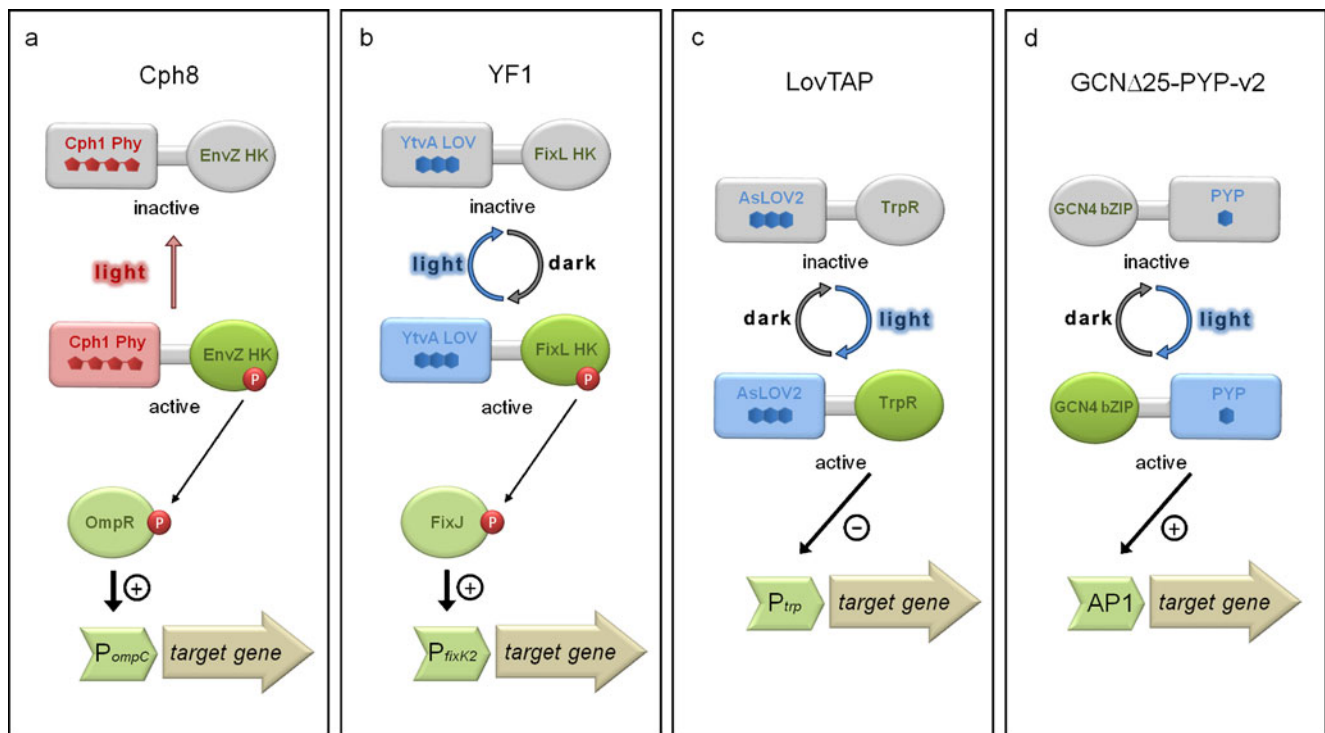 a
Cph8
Cph1 Phy
EnvZ HK
inactive
light
Cph1 Phy
EnvZ HK
P
active
OmpR
P
+
PompC
target gene
b
YF1
YtvA LOV
FixL HK
inactive
light
dark
YtvA LOV
FixL HK
P
active
FixJ
P
+
PfixK2
target gene
c
LovTAP
AsLOV2
TrpR
inactive
dark
light
AsLOV2
TrpR
active
−
Ptrp
target gene
d
GCNΔ25-PYP-v2
GCN4 bZIP
PYP
inactive
dark
light
GCN4 bZIP
PYP
active
+
AP1
target gene